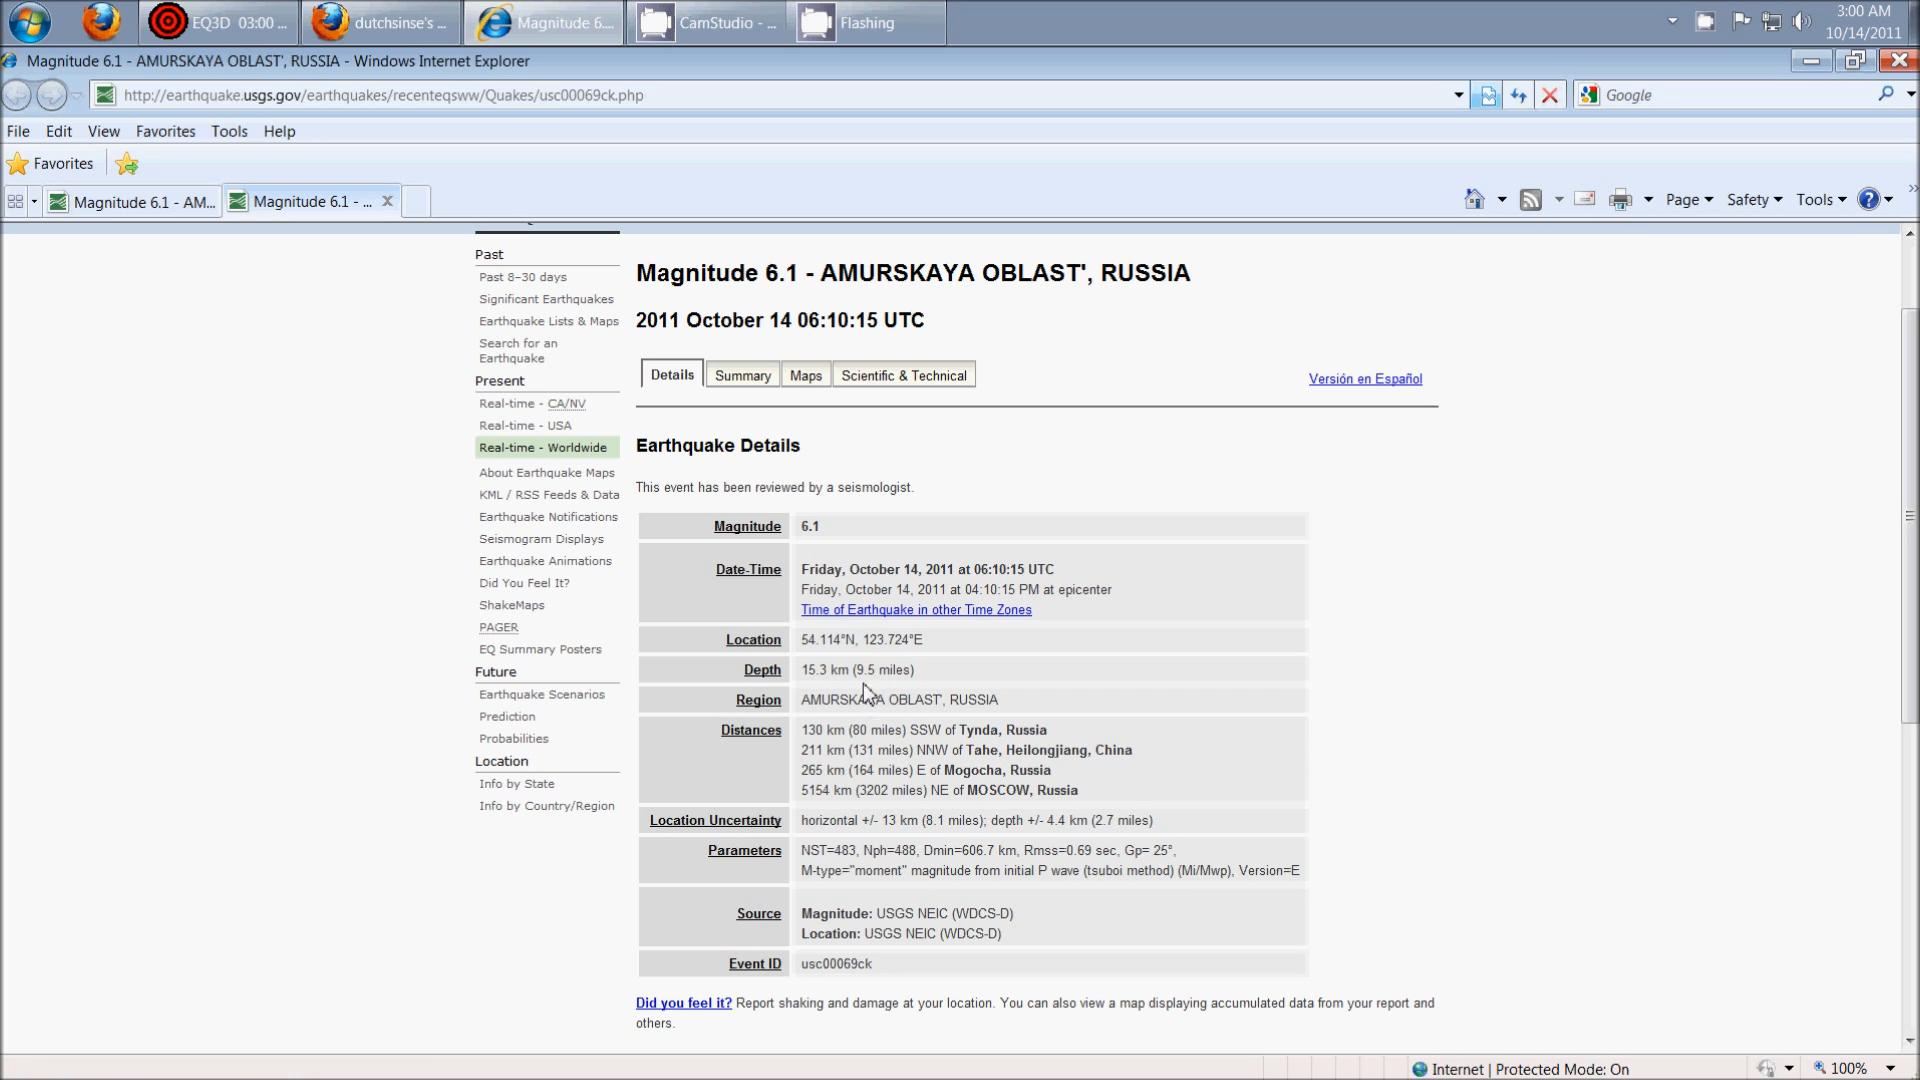 EQ3D 03:00 ...
dutchsinse's ...
Magnitude 6....
CamStudio - ...
Flashing
3:00 AM
10/14/2011
Magnitude 6.1 - AMURSKAYA OBLAST', RUSSIA - Windows Internet Explorer
http://earthquake.usgs.gov/earthquakes/recenteqsww/Quakes/usc00069ck.php
Google
File Edit View Favorites Tools Help
Favorites
Magnitude 6.1 - AM...
Magnitude 6.1 - ...
Page
Safety
Tools
Past
Past 8–30 days
Significant Earthquakes
Earthquake Lists & Maps
Search for an
Earthquake
Present
Real-time - CA/NV
Real-time - USA
Real-time - Worldwide
About Earthquake Maps
KML / RSS Feeds & Data
Earthquake Notifications
Seismogram Displays
Earthquake Animations
Did You Feel It?
ShakeMaps
PAGER
EQ Summary Posters
Future
Earthquake Scenarios
Prediction
Probabilities
Location
Info by State
Info by Country/Region
Magnitude 6.1 - AMURSKAYA OBLAST', RUSSIA
2011 October 14 06:10:15 UTC
Details Summary Maps Scientific & Technical
Versión en Español
Earthquake Details
This event has been reviewed by a seismologist.
Magnitude 6.1
Date-Time Friday, October 14, 2011 at 06:10:15 UTC
Friday, October 14, 2011 at 04:10:15 PM at epicenter
Time of Earthquake in other Time Zones
Location 54.114°N, 123.724°E
Depth 15.3 km (9.5 miles)
Region AMURSKAYA OBLAST', RUSSIA
Distances 130 km (80 miles) SSW of Tynda, Russia
211 km (131 miles) NNW of Tahe, Heilongjiang, China
265 km (164 miles) E of Mogocha, Russia
5154 km (3202 miles) NE of MOSCOW, Russia
Location Uncertainty horizontal +/- 13 km (8.1 miles); depth +/- 4.4 km (2.7 miles)
Parameters NST=483, Nph=488, Dmin=606.7 km, Rmss=0.69 sec, Gp= 25°,
M-type="moment" magnitude from initial P wave (tsuboi method) (Mi/Mwp), Version=E
Source Magnitude: USGS NEIC (WDCS-D)
Location: USGS NEIC (WDCS-D)
Event ID usc00069ck
Did you feel it? Report shaking and damage at your location. You can also view a map displaying accumulated data from your report and
others.
Internet | Protected Mode: On
100%